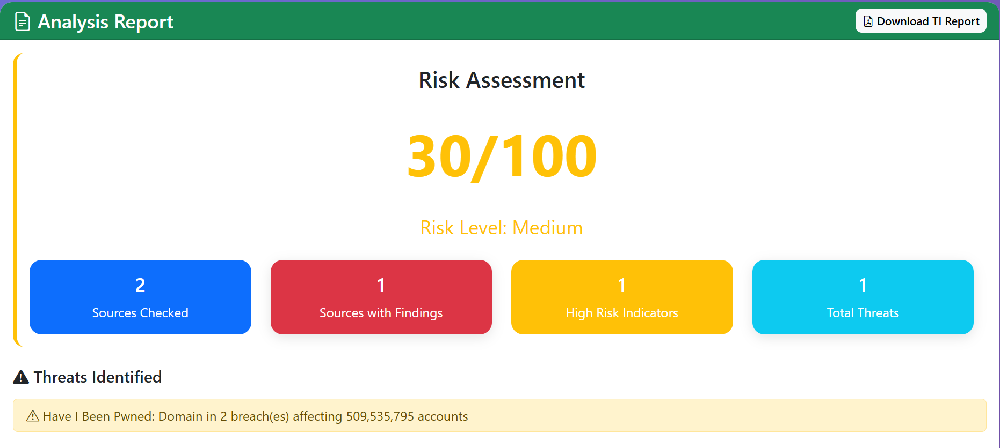 Analysis Report
Download TI Report
Risk Assessment
30/100
Risk Level: Medium
2
Sources Checked
1
Sources with Findings
1
High Risk Indicators
1
Total Threats
Threats Identified
Have I Been Pwned: Domain in 2 breach(es) affecting 509,535,795 accounts